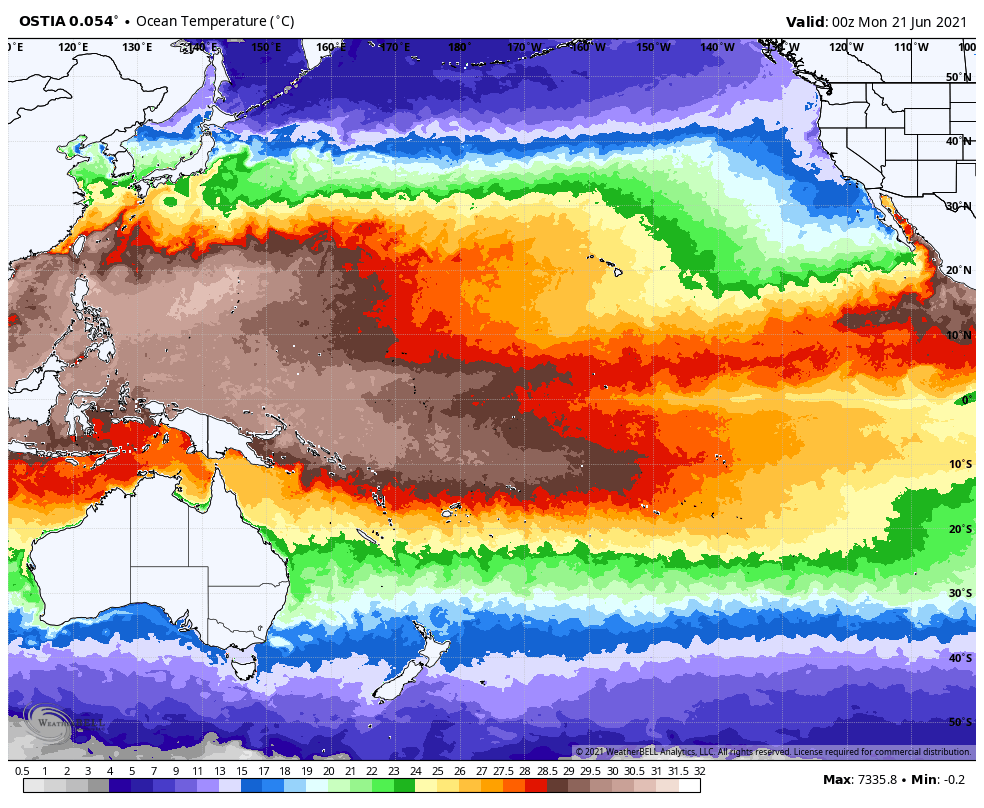 OSTIA 0.054° • Ocean Temperature (°C)
Valid: 00z Mon 21 Jun 2021
0°E 120°E 130°E 140°E 150°E 160°E 170°E 180° 170°W 160°W 150°W 140°W 130°W 120°W 110°W 100
50°N
40°N
30°N
20°N
10°N
0°
10°S
20°S
30°S
40°S
50°S
© 2021 WeatherBELL Analytics, LLC. All rights reserved. License required for commercial distribution.
0.5 1 2 3 4 5 7 9 11 13 15 16 17 18 19 20 21 22 23 24 25 26 27 27.5 28 28.5 29 29.5 30 30.5 31 31.5 32
Max: 7335.8 • Min: -0.2